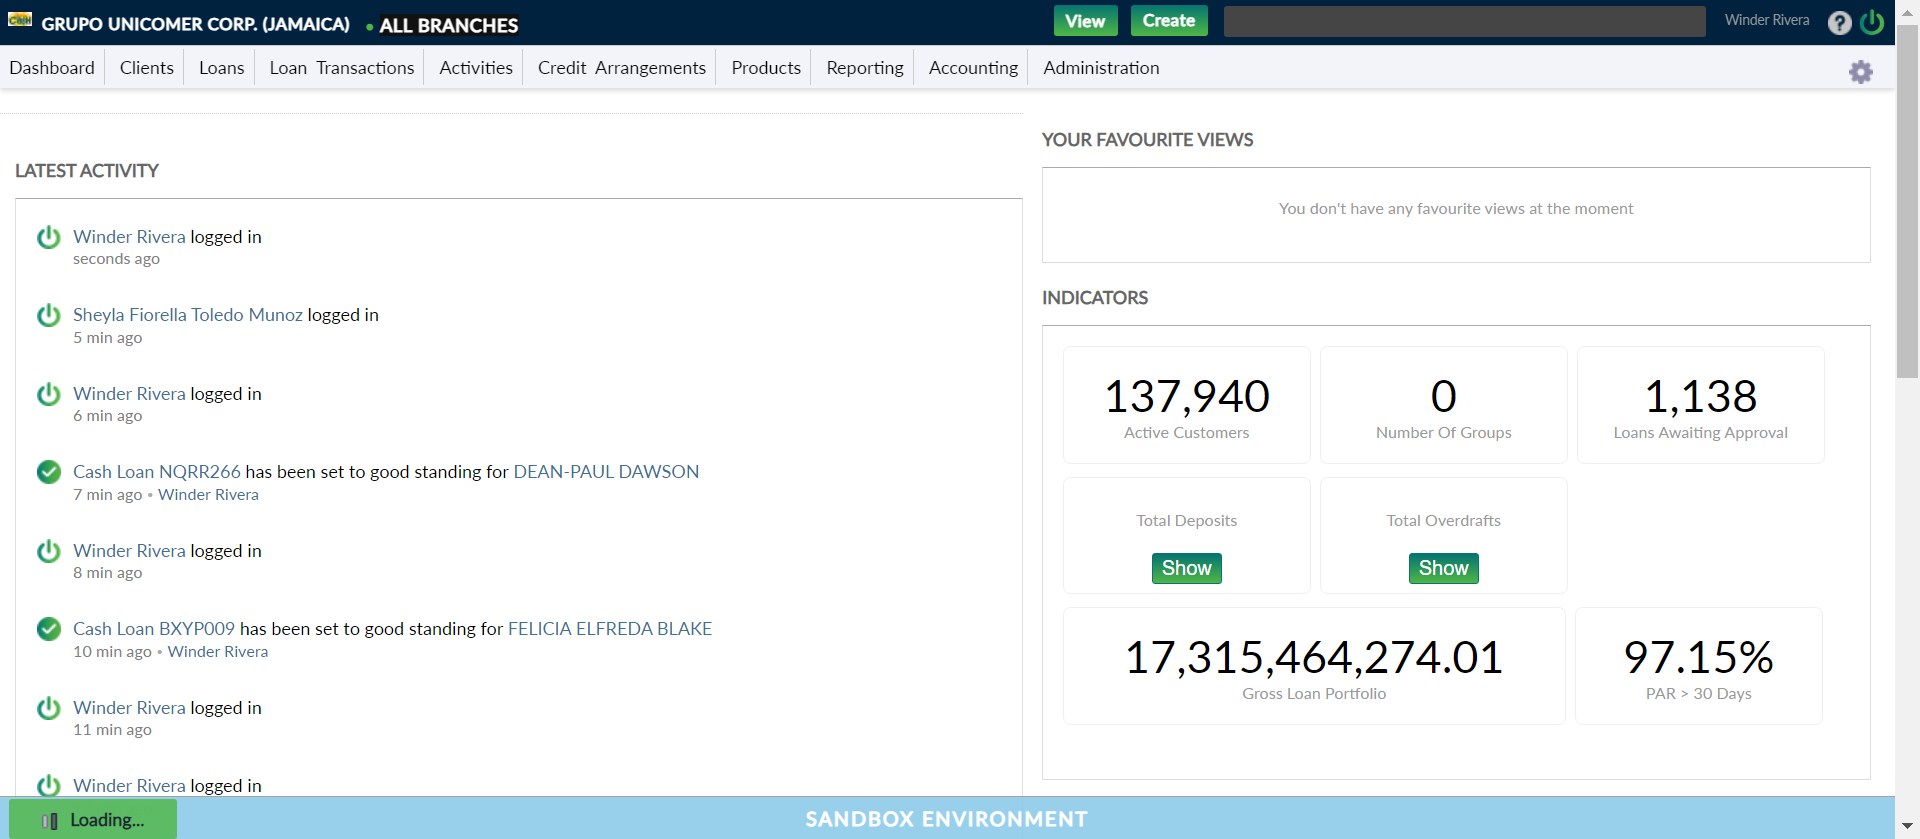 CaSH GRUPO UNICOMER CORP. (JAMAICA) • ALL BRANCHES View Create Winder Rivera ?
Dashboard Clients Loans Loan Transactions Activities Credit Arrangements Products Reporting Accounting Administration
LATEST ACTIVITY
Winder Rivera logged in
seconds ago
Sheyla Fiorella Toledo Munoz logged in
5 min ago
Winder Rivera logged in
6 min ago
Cash Loan NQRR266 has been set to good standing for DEAN-PAUL DAWSON
7 min ago • Winder Rivera
Winder Rivera logged in
8 min ago
Cash Loan BXYP009 has been set to good standing for FELICIA ELFREDA BLAKE
10 min ago • Winder Rivera
Winder Rivera logged in
11 min ago
Winder Rivera logged in
YOUR FAVOURITE VIEWS
You don't have any favourite views at the moment
INDICATORS
137,940
Active Customers
0
Number Of Groups
1,138
Loans Awaiting Approval
Total Deposits
Show
Total Overdrafts
Show
17,315,464,274.01
Gross Loan Portfolio
97.15%
PAR > 30 Days
Loading...
SANDBOX ENVIRONMENT